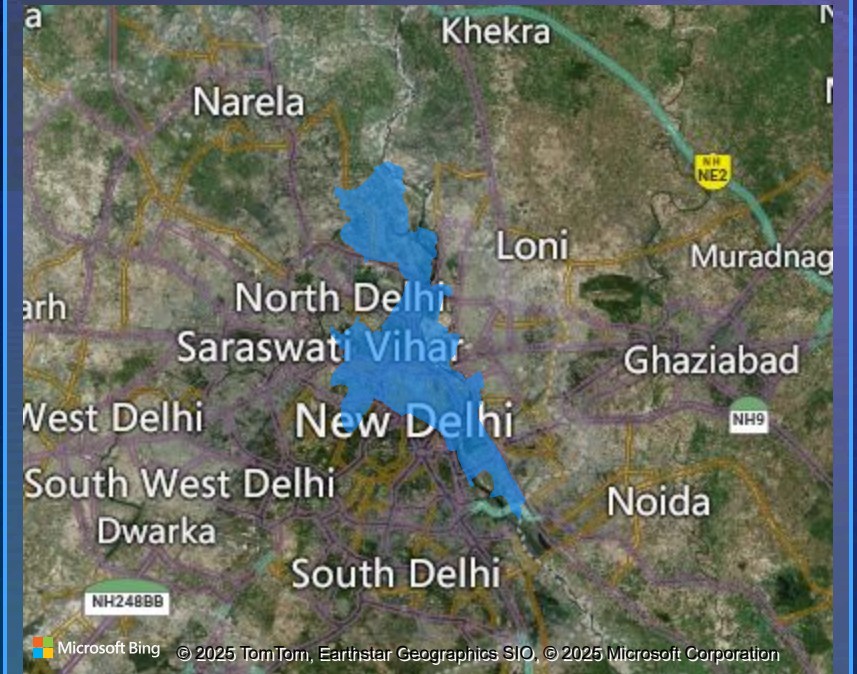 a
Khekra
N
Narela
NH
NE2
Loni
Muradnag
North Delhi
arh
Saraswati Vihar
Ghaziabad
West Delhi
New Delhi
NH9
South West Delhi
Noida
Dwarka
South Delhi
NH248BB
Microsoft Bing
© 2025 TomTom, Earthstar Geographics SIO, © 2025 Microsoft Corporation